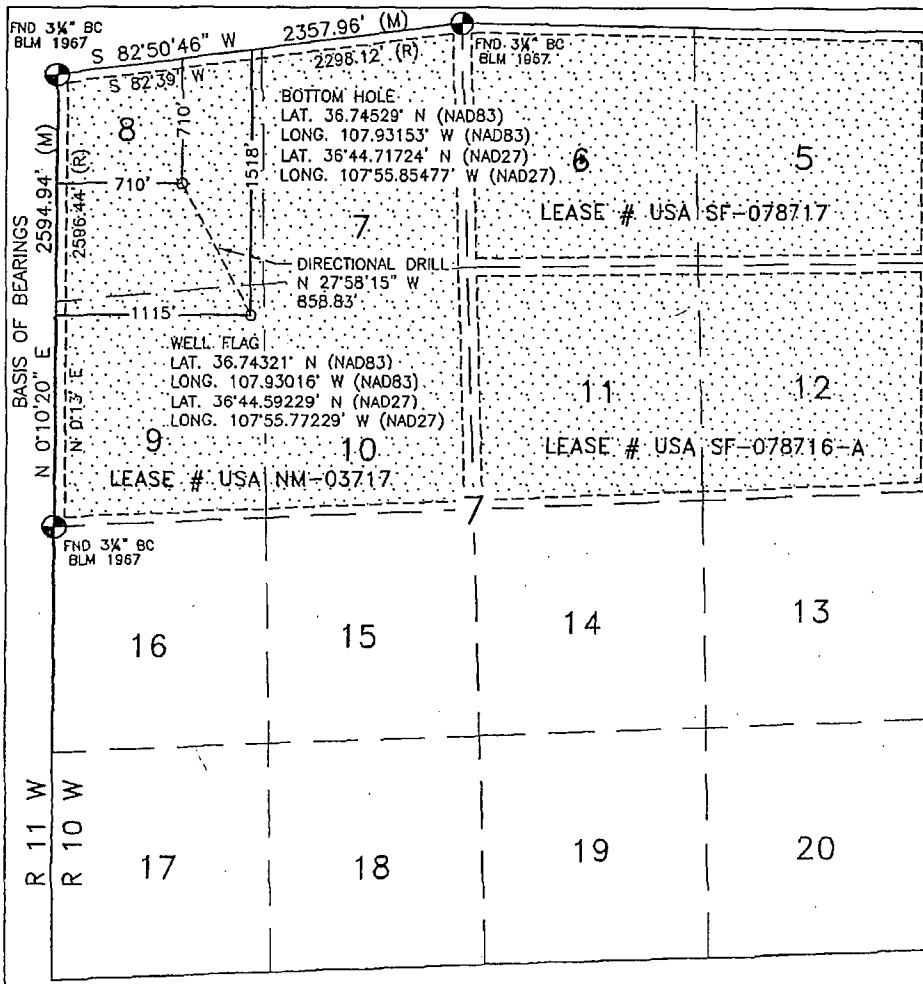 FND 3¼" BC
BLM 1967
S 82°50'46" W 2357.96' (M)
S 82°39' W 2298.12' (R)
FND 3¼" BC
BLM 1967
BASIS OF BEARINGS
N 0°10'20" E 2594.94' (M)
N 0°13' E 2596.44' (R)
8
710'
710'
1518'
1115'
BOTTOM HOLE
LAT. 36.74529° N (NAD83)
LONG. 107.93153° W (NAD83)
LAT. 36°44.71724' N (NAD27)
LONG. 107°55.85477' W (NAD27)
7
6
5
LEASE # USA SF-078717
DIRECTIONAL DRILL
N 27°58'15" W
858.83'
WELL FLAG
LAT. 36.74321° N (NAD83)
LONG. 107.93016° W (NAD83)
LAT. 36°44.59229' N (NAD27)
LONG. 107°55.77229' W (NAD27)
9
10
11
12
LEASE # USA NM-03717
LEASE # USA SF-078716-A
7
FND 3¼" BC
BLM 1967
16
15
14
13
R 11 W
R 10 W
17
18
19
20